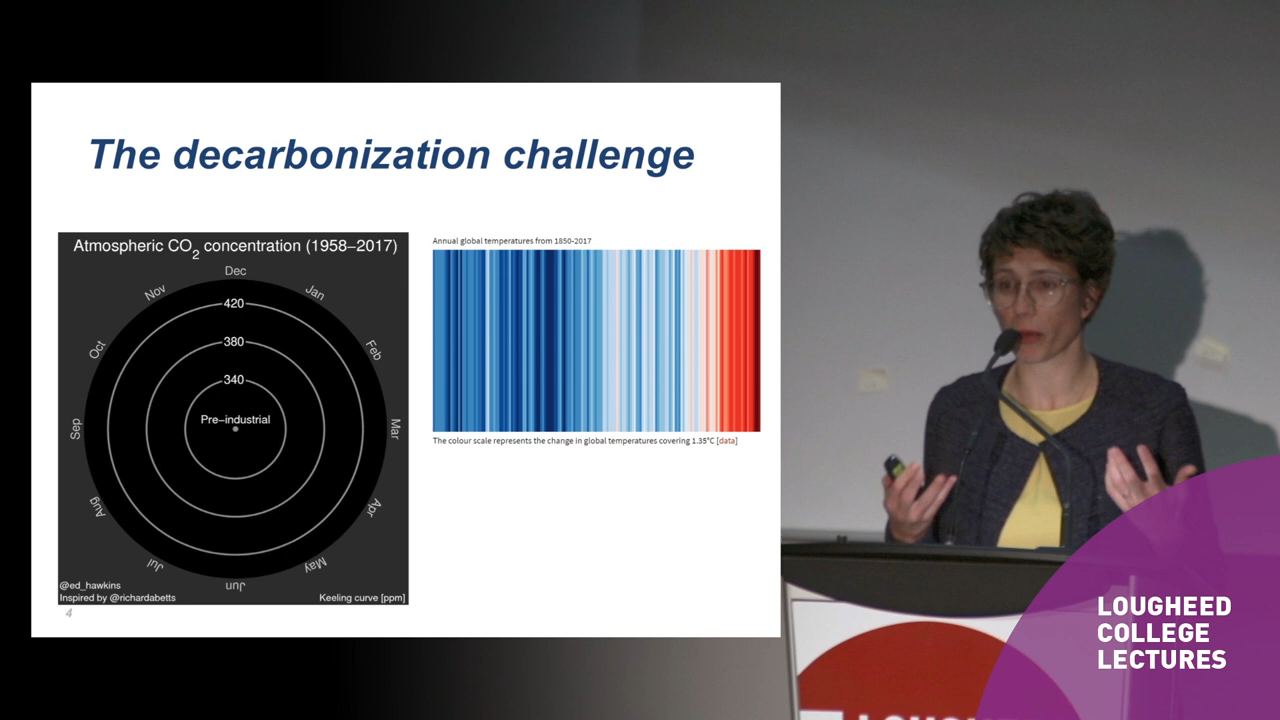 The decarbonization challenge
Atmospheric CO2 concentration (1958–2017)
Dec
Jan
Feb
Mar
Apr
May
Jun
Jul
Aug
Sep
Oct
Nov
420
380
340
Pre–industrial
@ed_hawkins
Inspired by @richardabetts
Keeling curve [ppm]
4
Annual global temperatures from 1850-2017
The colour scale represents the change in global temperatures covering 1.35°C [data]
LOUGHEED
COLLEGE
LECTURES